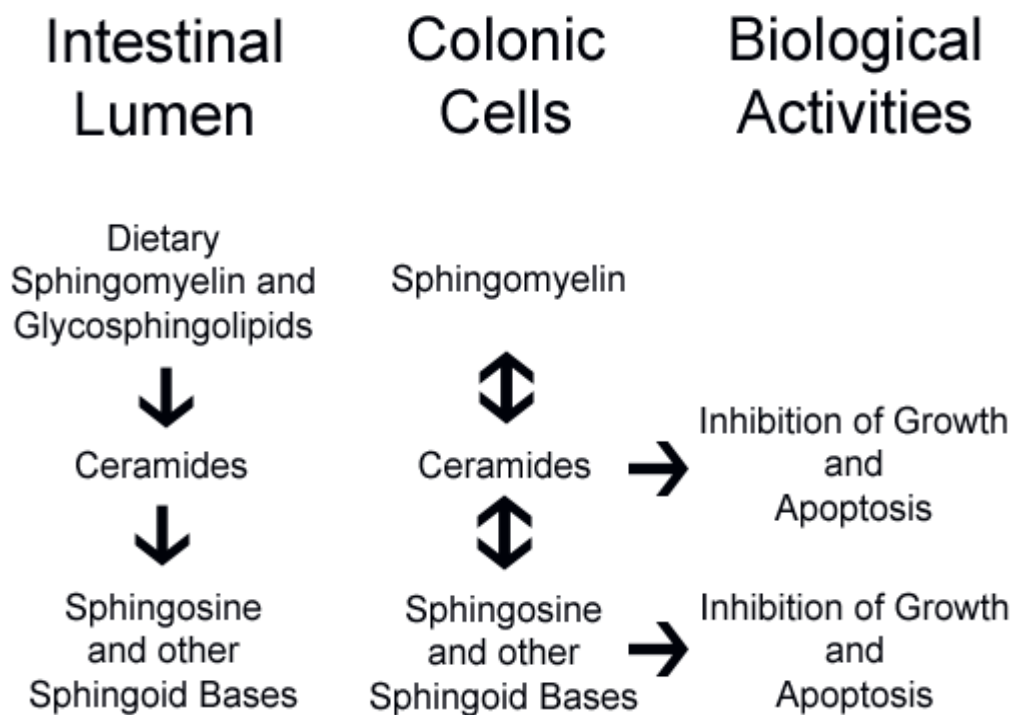 Intestinal
Lumen
Colonic
Cells
Biological
Activities
Dietary
Sphingomyelin and
Glycosphingolipids
Sphingomyelin
Ceramides
Ceramides
Inhibition of Growth
and
Apoptosis
Sphingosine
and other
Sphingoid Bases
Sphingosine
and other
Sphingoid Bases
Inhibition of Growth
and
Apoptosis